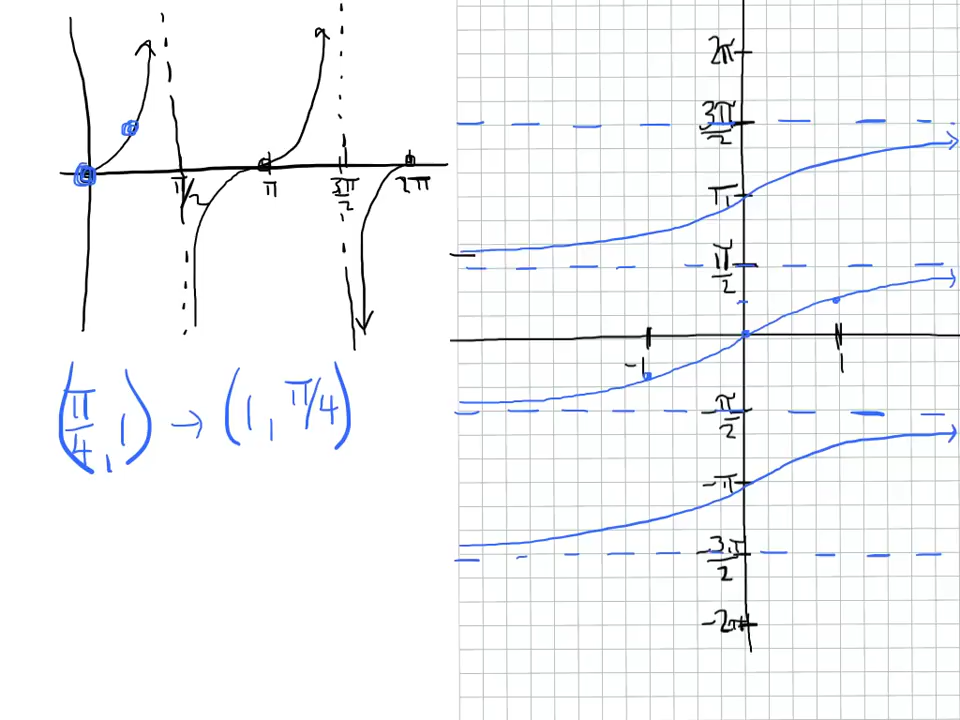 π/2
π
3π/2
2π
(π/4, 1) → (1, π/4)
2π
3π/2
π
π/2
-1
1
-π/2
-π
-3π/2
-2π